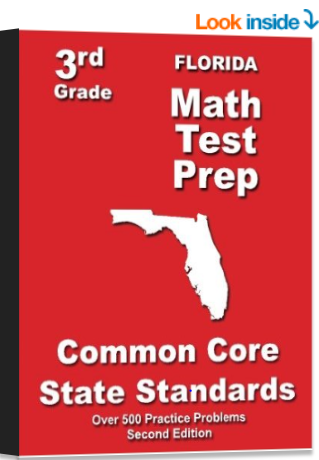 Look inside
3rd
Grade
FLORIDA
Math
Test
Prep
Common Core
State Standards
Over 500 Practice Problems
Second Edition